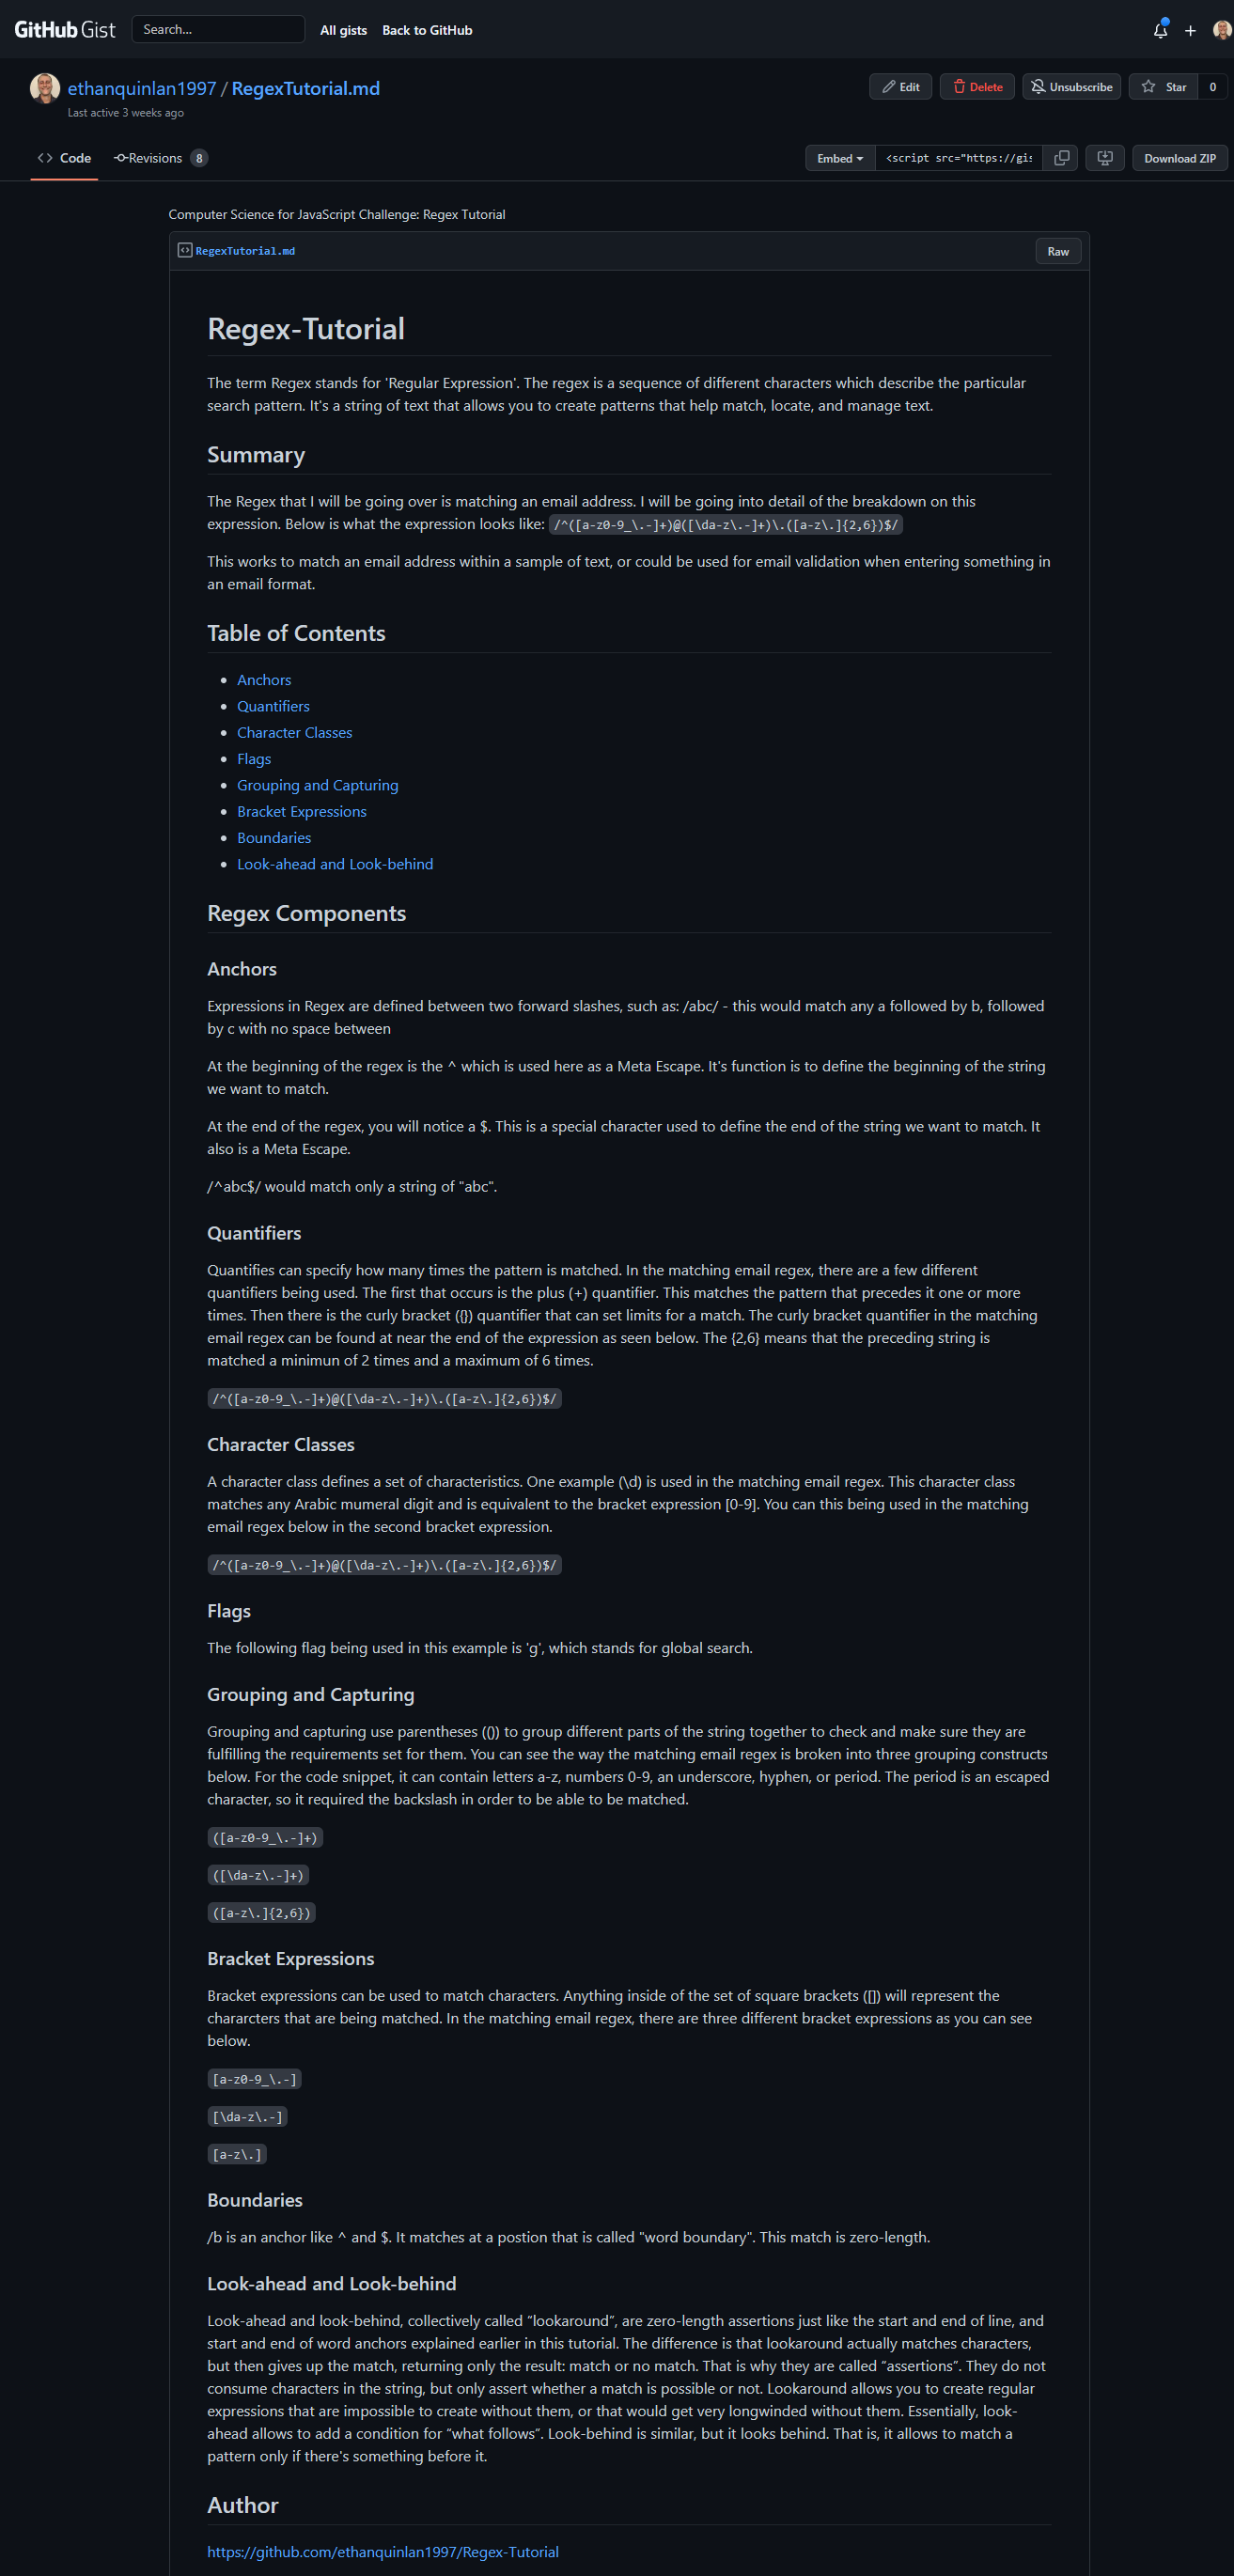 GitHub Gist Search... All gists Back to GitHub
ethanquinlan1997 / RegexTutorial.md
Edit Delete Unsubscribe Star 0
Last active 3 weeks ago
Code Revisions 8
Embed <script src="https://gis Download ZIP
Computer Science for JavaScript Challenge: Regex Tutorial
RegexTutorial.md Raw
Regex-Tutorial
The term Regex stands for 'Regular Expression'. The regex is a sequence of different characters which describe the particular
search pattern. It's a string of text that allows you to create patterns that help match, locate, and manage text.
Summary
The Regex that I will be going over is matching an email address. I will be going into detail of the breakdown on this
expression. Below is what the expression looks like: /^([a-z0-9_\.-]+)@([\da-z\.-]+)\.([a-z\.]{2,6})$/
This works to match an email address within a sample of text, or could be used for email validation when entering something in
an email format.
Table of Contents
• Anchors
• Quantifiers
• Character Classes
• Flags
• Grouping and Capturing
• Bracket Expressions
• Boundaries
• Look-ahead and Look-behind
Regex Components
Anchors
Expressions in Regex are defined between two forward slashes, such as: /abc/ - this would match any a followed by b, followed
by c with no space between
At the beginning of the regex is the ^ which is used here as a Meta Escape. It's function is to define the beginning of the string
we want to match.
At the end of the regex, you will notice a $. This is a special character used to define the end of the string we want to match. It
also is a Meta Escape.
/^abc$/ would match only a string of "abc".
Quantifiers
Quantifies can specify how many times the pattern is matched. In the matching email regex, there are a few different
quantifiers being used. The first that occurs is the plus (+) quantifier. This matches the pattern that precedes it one or more
times. Then there is the curly bracket ({}) quantifier that can set limits for a match. The curly bracket quantifier in the matching
email regex can be found at near the end of the expression as seen below. The {2,6} means that the preceding string is
matched a minimun of 2 times and a maximum of 6 times.
/^([a-z0-9_\.-]+)@([\da-z\.-]+)\.([a-z\.]{2,6})$/
Character Classes
A character class defines a set of characteristics. One example (\d) is used in the matching email regex. This character class
matches any Arabic mumeral digit and is equivalent to the bracket expression [0-9]. You can this being used in the matching
email regex below in the second bracket expression.
/^([a-z0-9_\.-]+)@([\da-z\.-]+)\.([a-z\.]{2,6})$/
Flags
The following flag being used in this example is 'g', which stands for global search.
Grouping and Capturing
Grouping and capturing use parentheses (()) to group different parts of the string together to check and make sure they are
fulfilling the requirements set for them. You can see the way the matching email regex is broken into three grouping constructs
below. For the code snippet, it can contain letters a-z, numbers 0-9, an underscore, hyphen, or period. The period is an escaped
character, so it required the backslash in order to be able to be matched.
([a-z0-9_\.-]+)
([\da-z\.-]+)
([a-z\.]{2,6})
Bracket Expressions
Bracket expressions can be used to match characters. Anything inside of the set of square brackets ([]) will represent the
chararcters that are being matched. In the matching email regex, there are three different bracket expressions as you can see
below.
[a-z0-9_\.-]
[\da-z\.-]
[a-z\.]
Boundaries
/b is an anchor like ^ and $. It matches at a postion that is called "word boundary". This match is zero-length.
Look-ahead and Look-behind
Look-ahead and look-behind, collectively called “lookaround”, are zero-length assertions just like the start and end of line, and
start and end of word anchors explained earlier in this tutorial. The difference is that lookaround actually matches characters,
but then gives up the match, returning only the result: match or no match. That is why they are called “assertions”. They do not
consume characters in the string, but only assert whether a match is possible or not. Lookaround allows you to create regular
expressions that are impossible to create without them, or that would get very longwinded without them. Essentially, look-
ahead allows to add a condition for “what follows”. Look-behind is similar, but it looks behind. That is, it allows to match a
pattern only if there's something before it.
Author
https://github.com/ethanquinlan1997/Regex-Tutorial